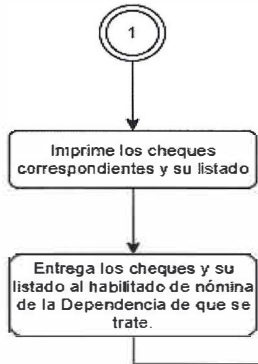 1
Imprime los cheques
correspondientes y su listado
Entrega los cheques y su
listado al habilitado de nómina
de la Dependencia de que se
trate.